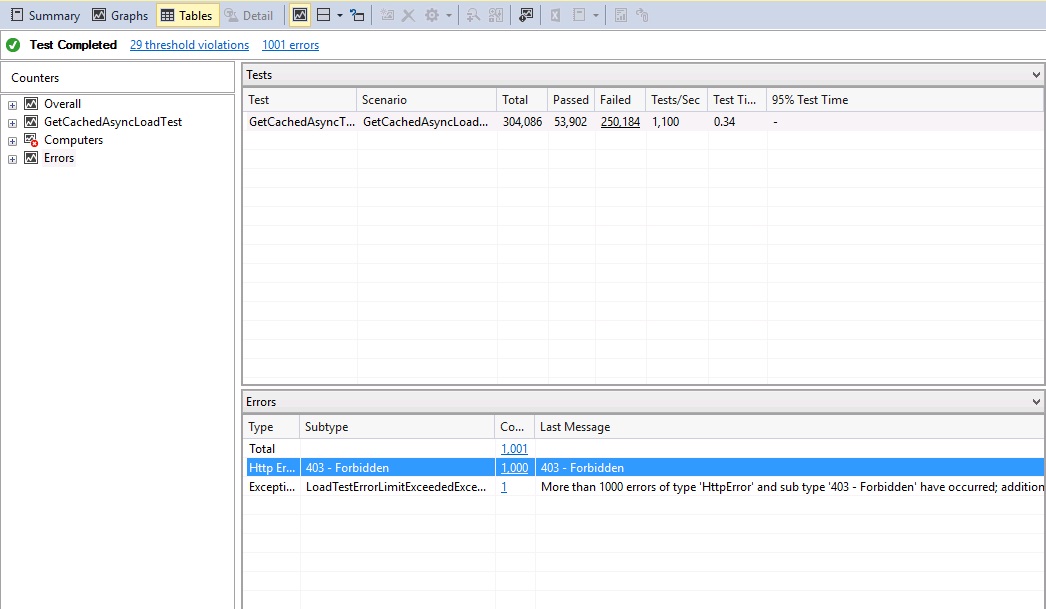 Summary Graphs Tables Detail
Test Completed 29 threshold violations 1001 errors
Counters
Overall
GetCachedAsyncLoadTest
Computers
Errors
Tests
Test Scenario Total Passed Failed Tests/Sec Test Ti... 95% Test Time
GetCachedAsyncT... GetCachedAsyncLoad... 304,086 53,902 250,184 1,100 0.34 -
Errors
Type Subtype Co... Last Message
Total 1,001
Http Er... 403 - Forbidden 1,000 403 - Forbidden
Excepti... LoadTestErrorLimitExceededExce... 1 More than 1000 errors of type 'HttpError' and sub type '403 - Forbidden' have occurred; addition